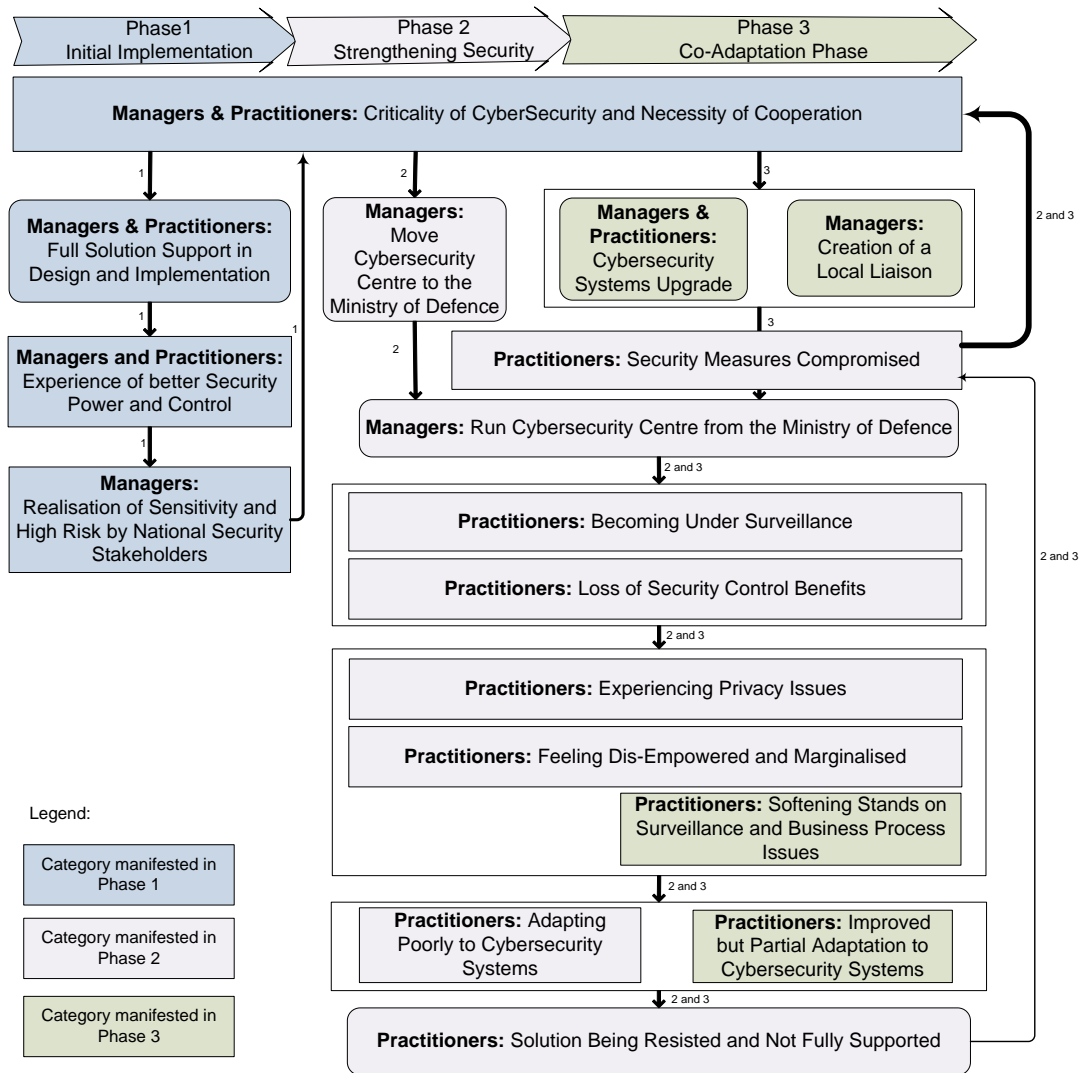 Phase1
Initial Implementation
Phase 2
Strengthening Security
Phase 3
Co-Adaptation Phase
Managers & Practitioners: Criticality of CyberSecurity and Necessity of Cooperation
1
2
3
2 and 3
Managers & Practitioners:
Full Solution Support in
Design and Implementation
Managers:
Move
Cybersecurity
Centre to the
Ministry of Defence
Managers &
Practitioners:
Cybersecurity
Systems Upgrade
Managers:
Creation of a
Local Liaison
1
1
2
3
Managers and Practitioners:
Experience of better Security
Power and Control
Practitioners: Security Measures Compromised
1
Managers: Run Cybersecurity Centre from the Ministry of Defence
Managers:
Realisation of Sensitivity and
High Risk by National Security
Stakeholders
2 and 3
Practitioners: Becoming Under Surveillance
2 and 3
Practitioners: Loss of Security Control Benefits
2 and 3
Practitioners: Experiencing Privacy Issues
Practitioners: Feeling Dis-Empowered and Marginalised
Practitioners: Softening Stands on
Surveillance and Business Process
Issues
2 and 3
Practitioners: Adapting
Poorly to Cybersecurity
Systems
Practitioners: Improved
but Partial Adaptation to
Cybersecurity Systems
2 and 3
Practitioners: Solution Being Resisted and Not Fully Supported
Legend:
Category manifested in
Phase 1
Category manifested in
Phase 2
Category manifested in
Phase 3